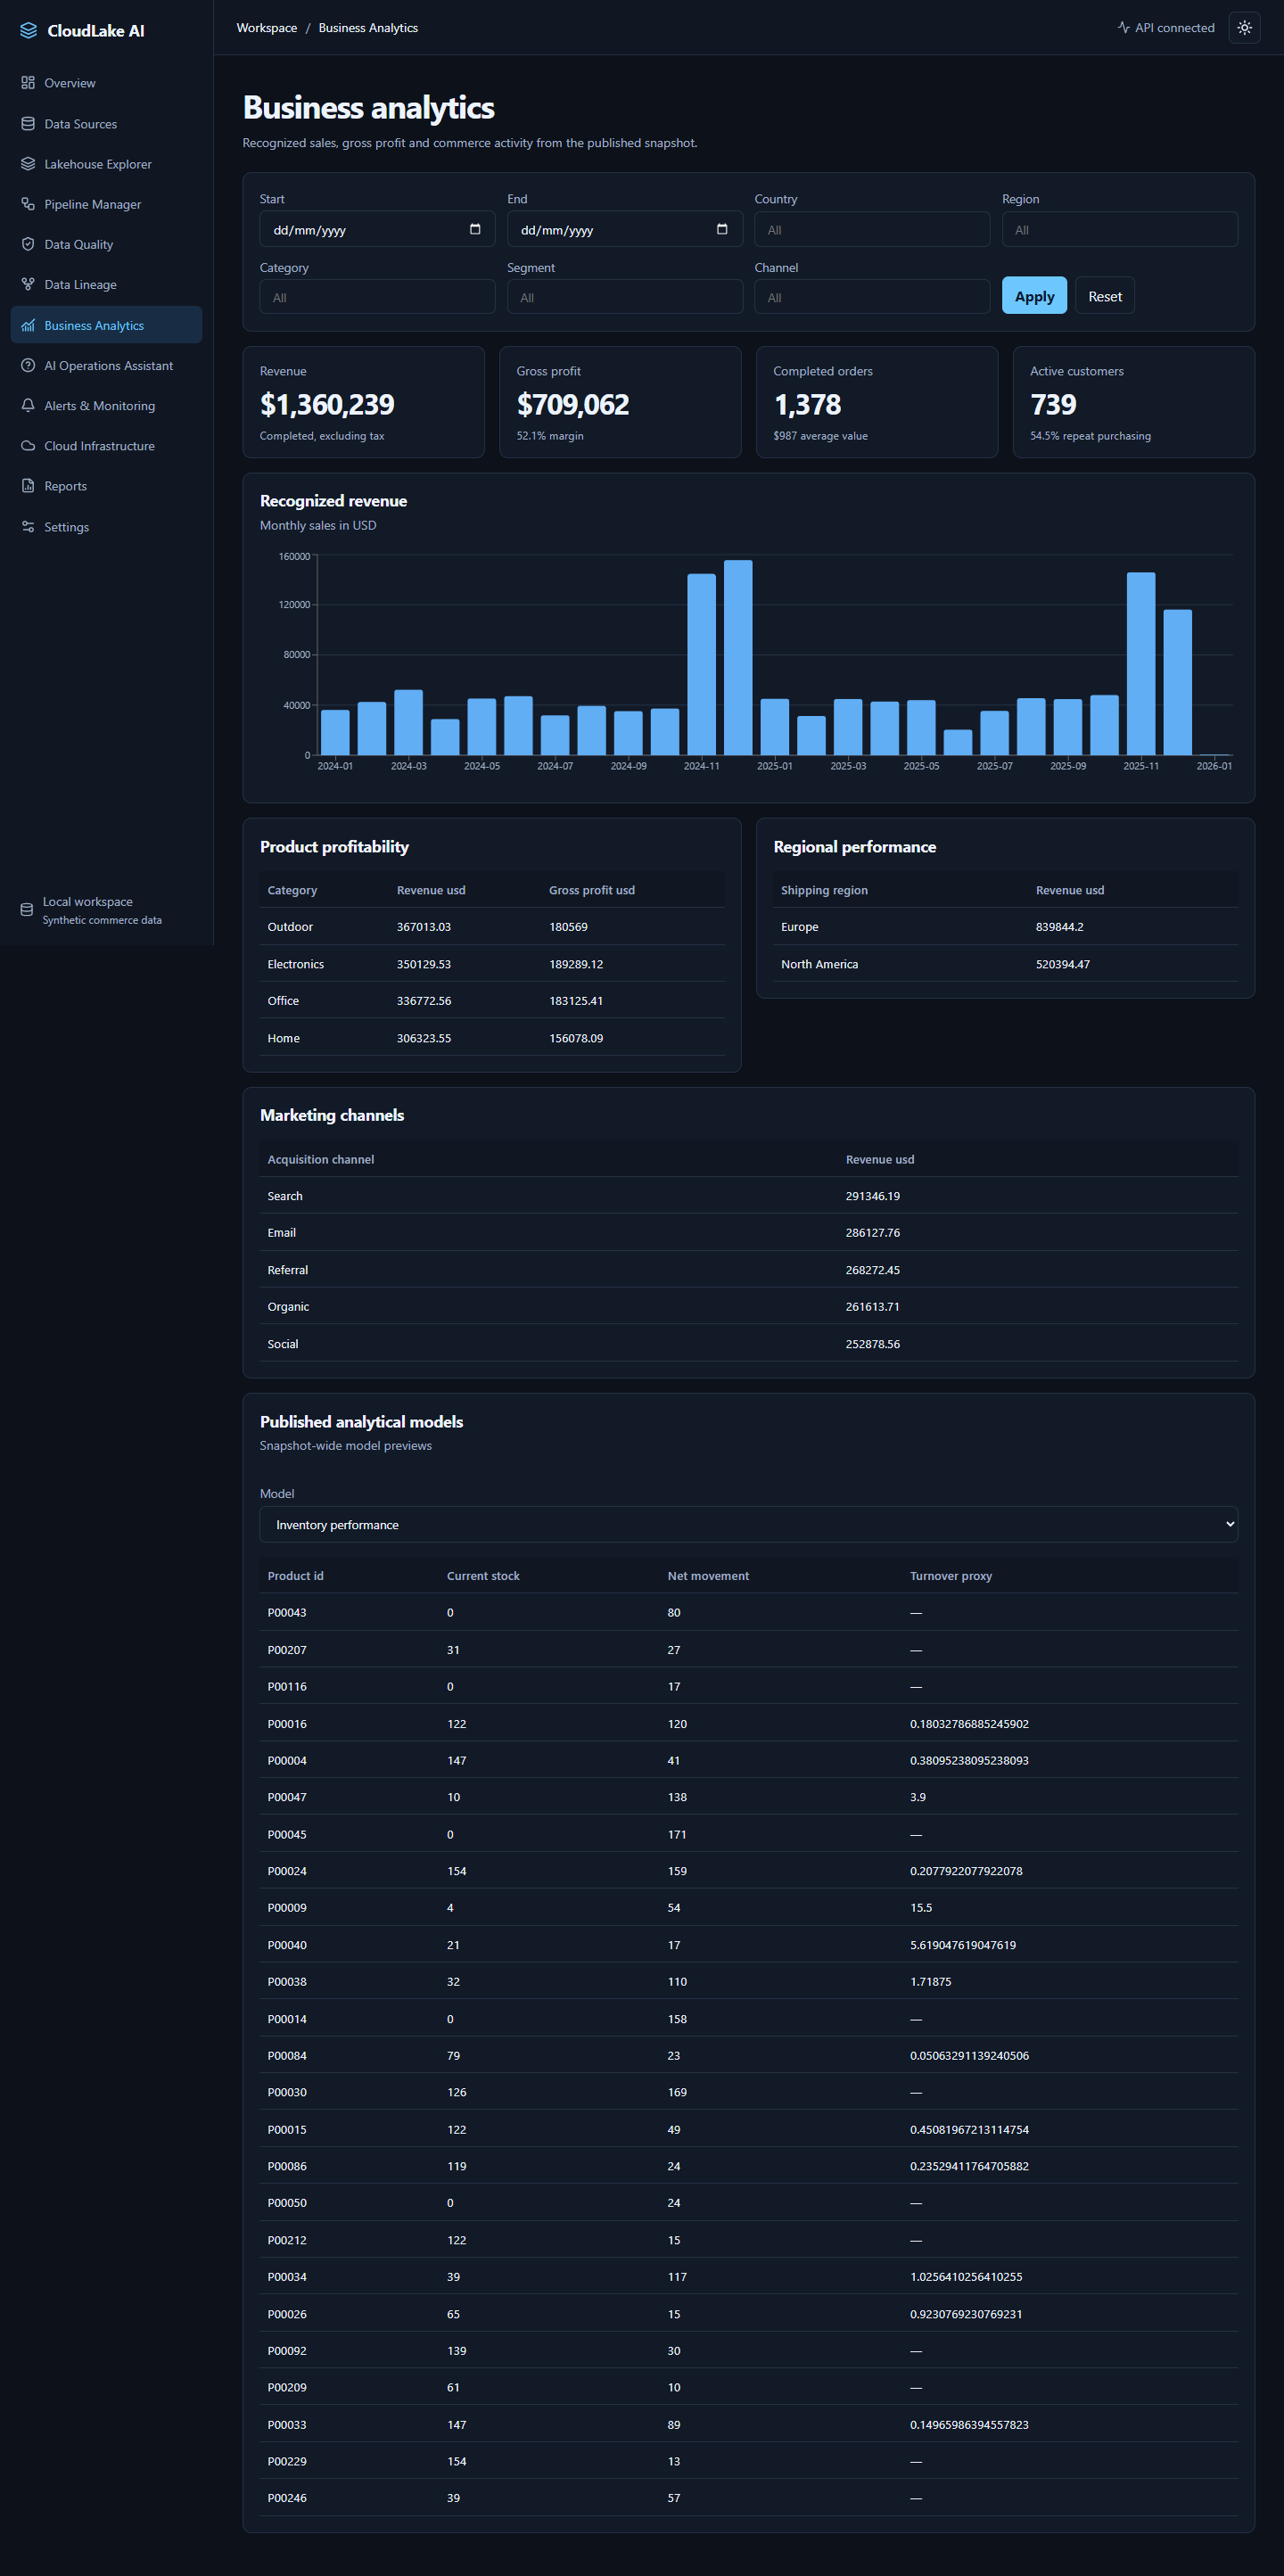 CloudLake AI
Overview
Data Sources
Lakehouse Explorer
Pipeline Manager
Data Quality
Data Lineage
Business Analytics
AI Operations Assistant
Alerts & Monitoring
Cloud Infrastructure
Reports
Settings
Local workspace
Synthetic commerce data
Workspace / Business Analytics
API connected
Business analytics
Recognized sales, gross profit and commerce activity from the published snapshot.
Start End Country Region
dd/mm/yyyy dd/mm/yyyy All All
Category Segment Channel
All All All Apply Reset
Revenue Gross profit Completed orders Active customers
$1,360,239 $709,062 1,378 739
Completed, excluding tax 52.1% margin $987 average value 54.5% repeat purchasing
Recognized revenue
Monthly sales in USD
160000
120000
80000
40000
0
2024-01 2024-03 2024-05 2024-07 2024-09 2024-11 2025-01 2025-03 2025-05 2025-07 2025-09 2025-11 2026-01
Product profitability
Category Revenue usd Gross profit usd
Outdoor 367013.03 180569
Electronics 350129.53 189289.12
Office 336772.56 183125.41
Home 306323.55 156078.09
Regional performance
Shipping region Revenue usd
Europe 839844.2
North America 520394.47
Marketing channels
Acquisition channel Revenue usd
Search 291346.19
Email 286127.76
Referral 268272.45
Organic 261613.71
Social 252878.56
Published analytical models
Snapshot-wide model previews
Model
Inventory performance
Product id Current stock Net movement Turnover proxy
P00043 0 80 —
P00207 31 27 —
P00116 0 17 —
P00016 122 120 0.18032786885245902
P00004 147 41 0.38095238095238093
P00047 10 138 3.9
P00045 0 171 —
P00024 154 159 0.2077922077922078
P00009 4 54 15.5
P00040 21 17 5.619047619047619
P00038 32 110 1.71875
P00014 0 158 —
P00084 79 23 0.05063291139240506
P00030 126 169 —
P00015 122 49 0.45081967213114754
P00086 119 24 0.23529411764705882
P00050 0 24 —
P00212 122 15 —
P00034 39 117 1.0256410256410255
P00026 65 15 0.9230769230769231
P00092 139 30 —
P00209 61 10 —
P00033 147 89 0.14965986394557823
P00229 154 13 —
P00246 39 57 —